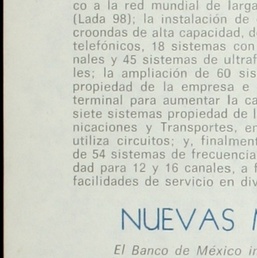 co a la red mundial de larga
(Lada 98); la instalación de
croondas de alta capacidad, d
telefónicos, 18 sistemas con
nales y 45 sistemas de ultraf
les; la ampliación de 60 sis
propiedad de la empresa e
terminal para aumentar la ca
siete sistemas propiedad de l
nicaciones y Transportes, en
utiliza circuitos; y, finalment
de 54 sistemas de frecuencia
dad para 12 y 16 canales, a f
facilidades de servicio en div
NUEVAS
El Banco de México in